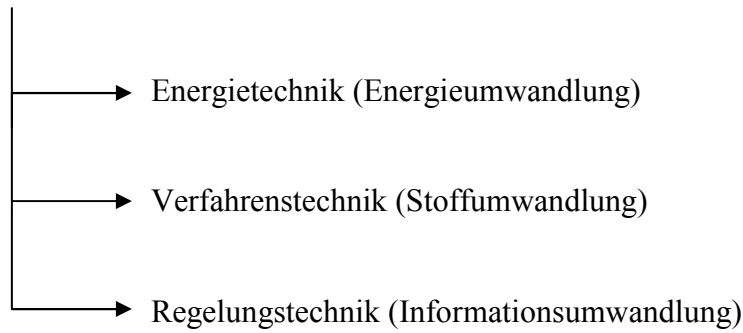 Energietechnik (Energieumwandlung)
Verfahrenstechnik (Stoffumwandlung)
Regelungstechnik (Informationsumwandlung)